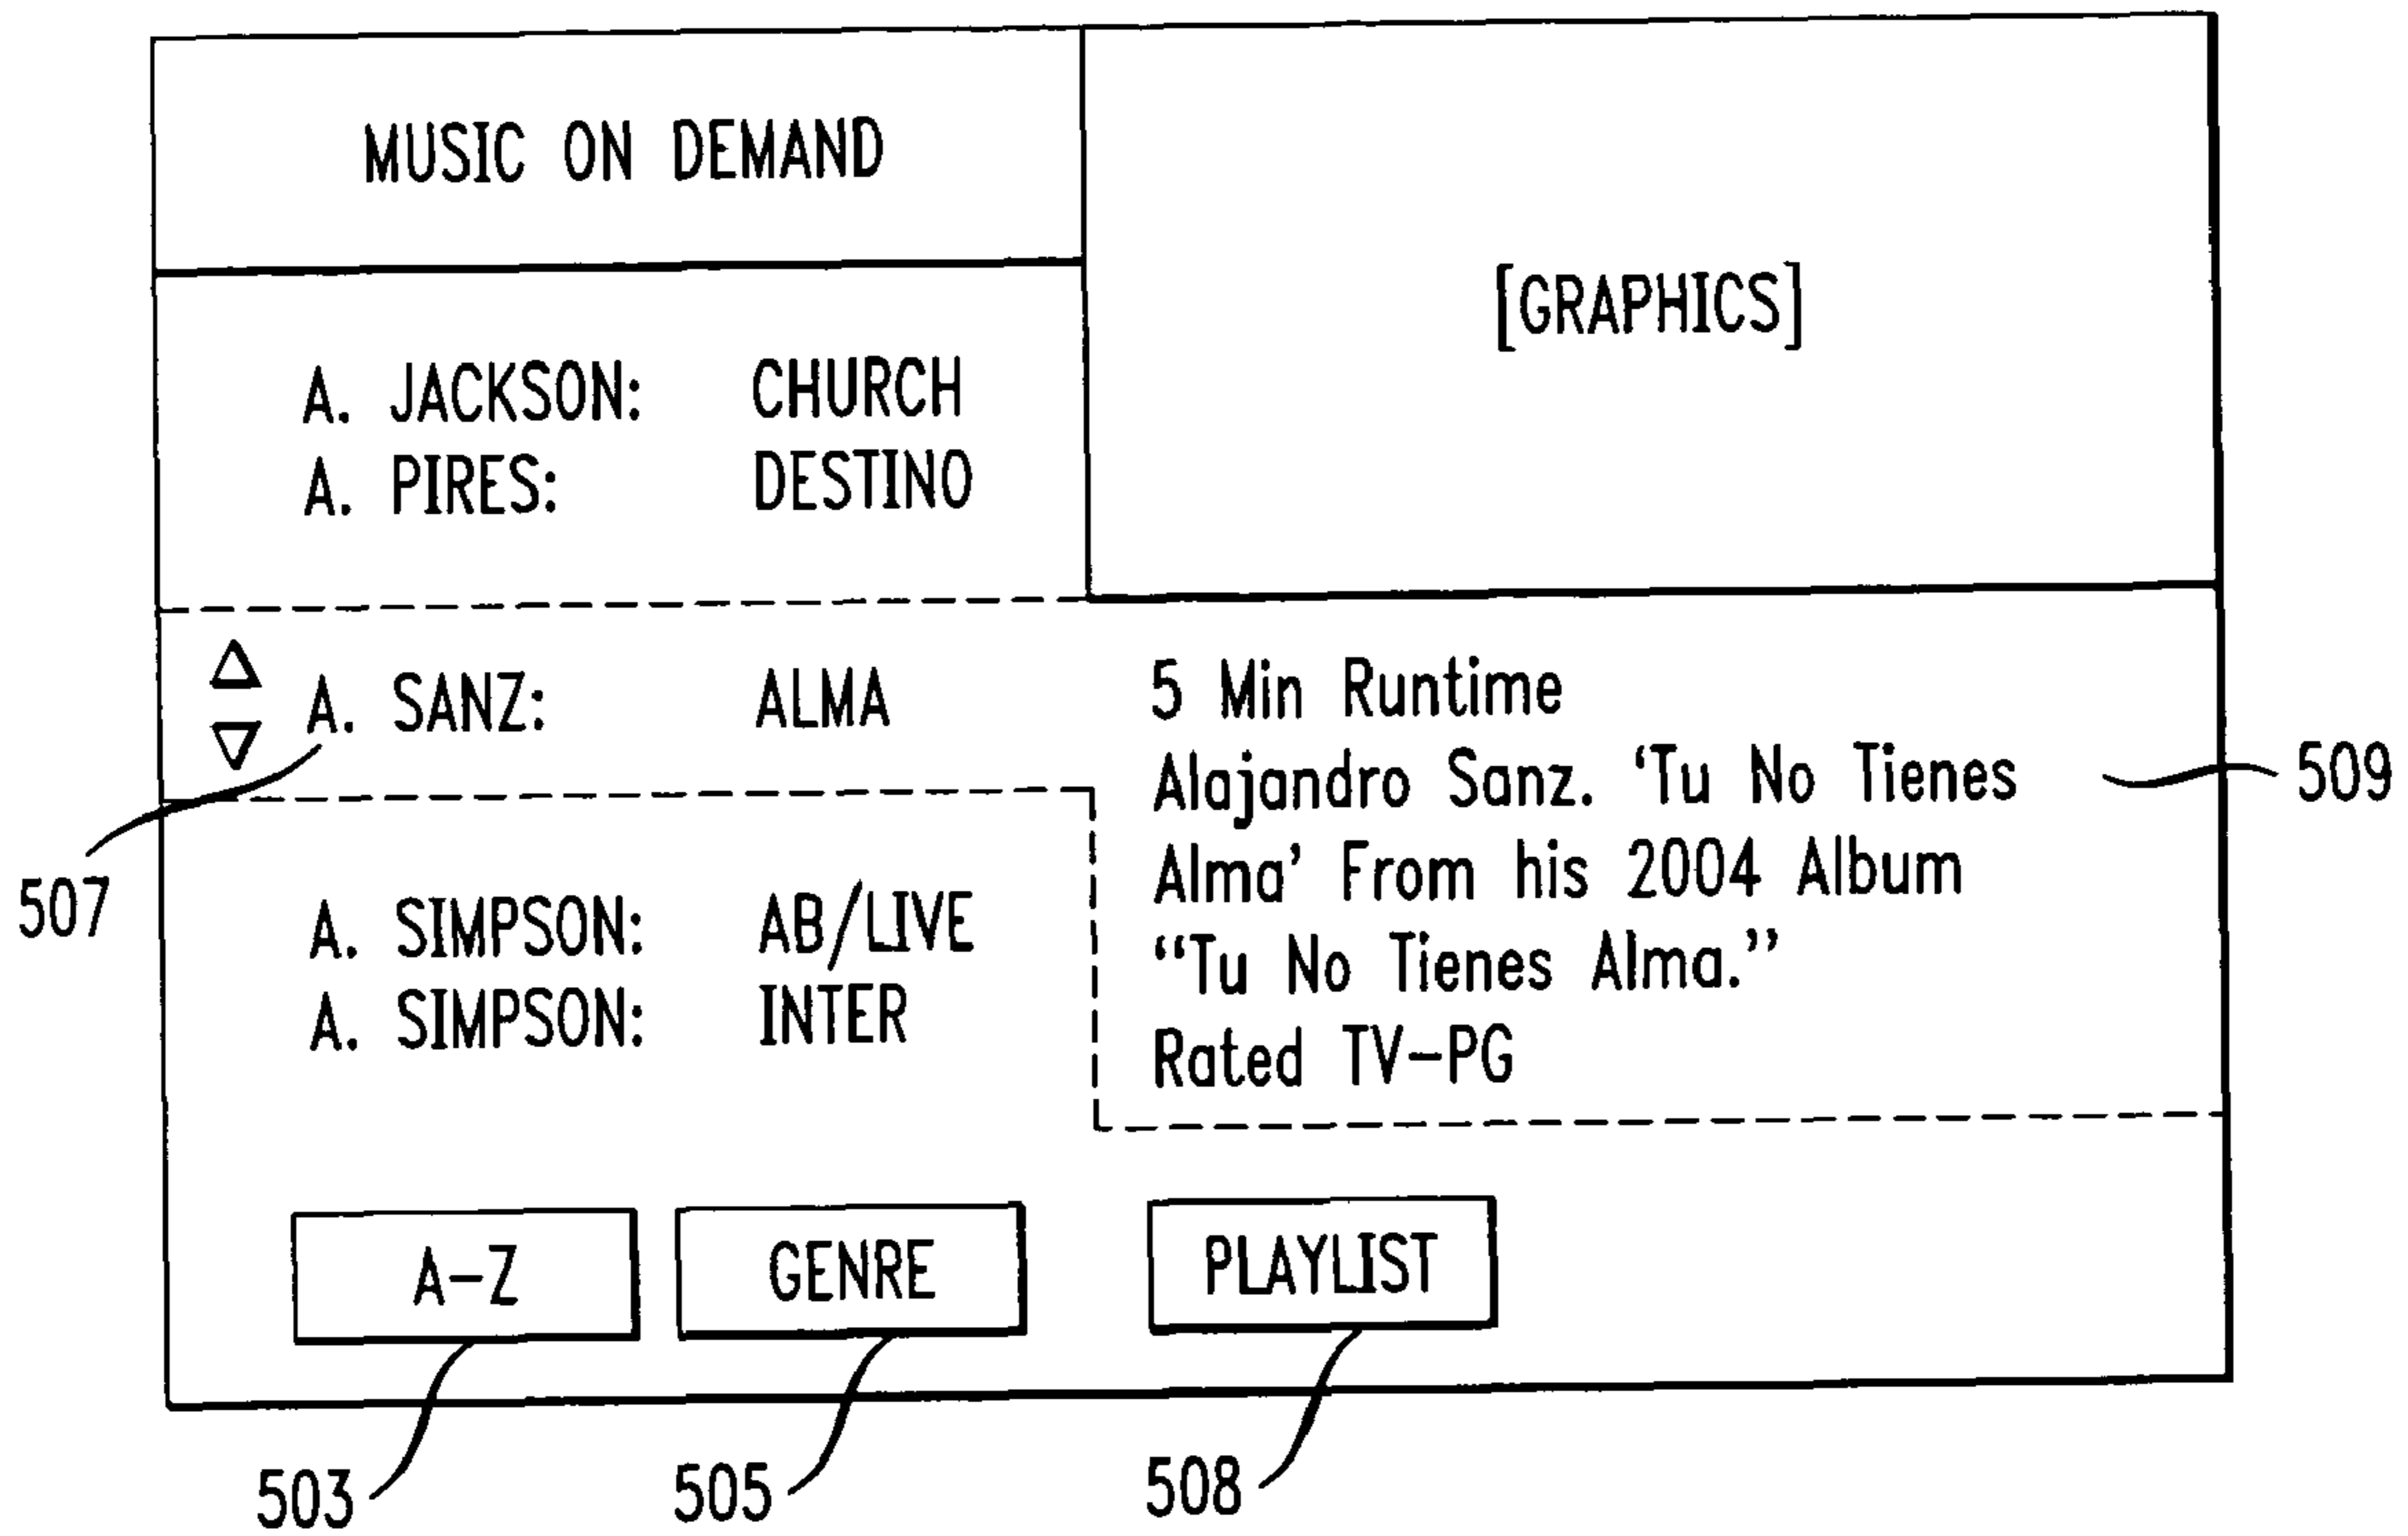 MUSIC ON DEMAND
[GRAPHICS]
A. JACKSON: CHURCH
A. PIRES: DESTINO
A. SANZ: ALMA
507
A. SIMPSON: AB/LIVE
A. SIMPSON: INTER
5 Min Runtime
Alajandro Sanz. ‘Tu No Tienes
Alma’ From his 2004 Album
“Tu No Tienes Alma.”
Rated TV-PG
509
A-Z
GENRE
PLAYLIST
503
505
508